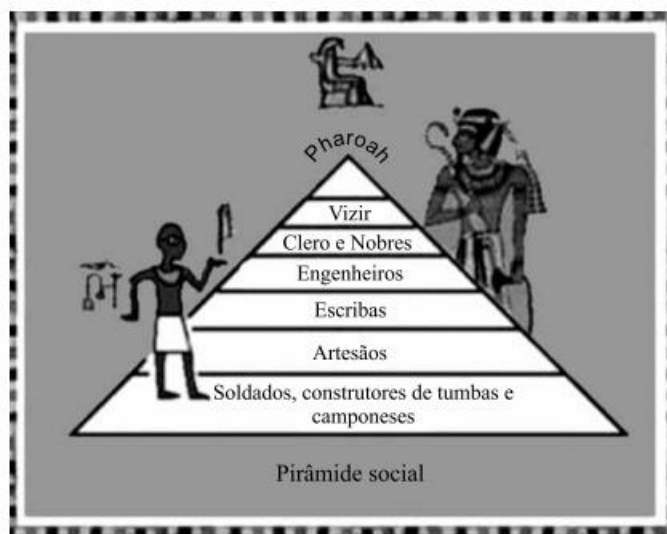 Pharoah
Vizir
Clero e Nobres
Engenheiros
Escribas
Artesãos
Soldados, construtores de tumbas e
camponeses
Pirâmide social